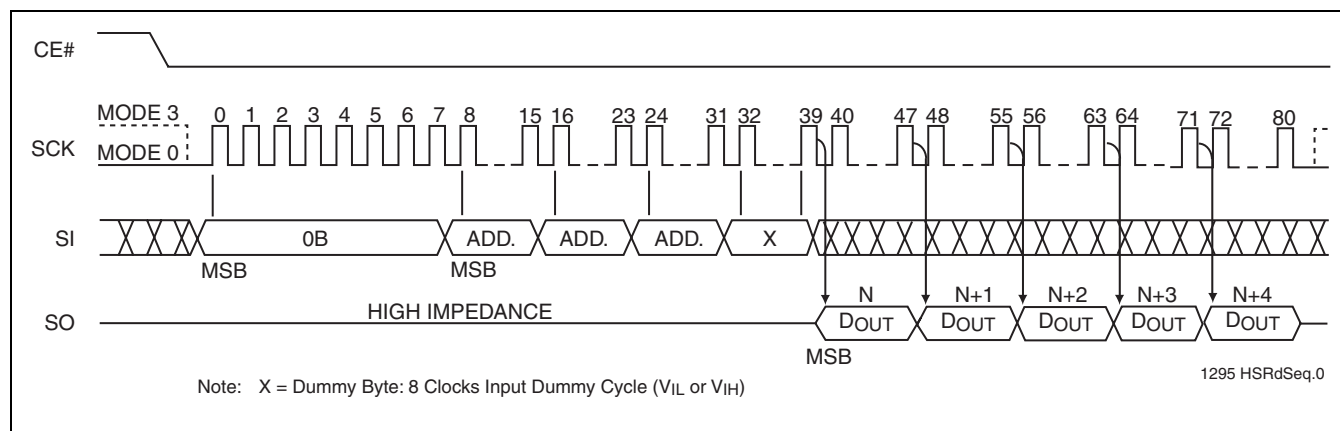 CE#
MODE 3
0 1 2 3 4 5 6 7 8 15 16 23 24 31 32 39 40 47 48 55 56 63 64 71 72 80
SCK
MODE 0
SI
0B ADD. ADD. ADD. X
MSB MSB
N N+1 N+2 N+3 N+4
HIGH IMPEDANCE
SO
DOUT DOUT DOUT DOUT DOUT
MSB
1295 HSRdSeq.0
Note: X = Dummy Byte: 8 Clocks Input Dummy Cycle (VIL or VIH)